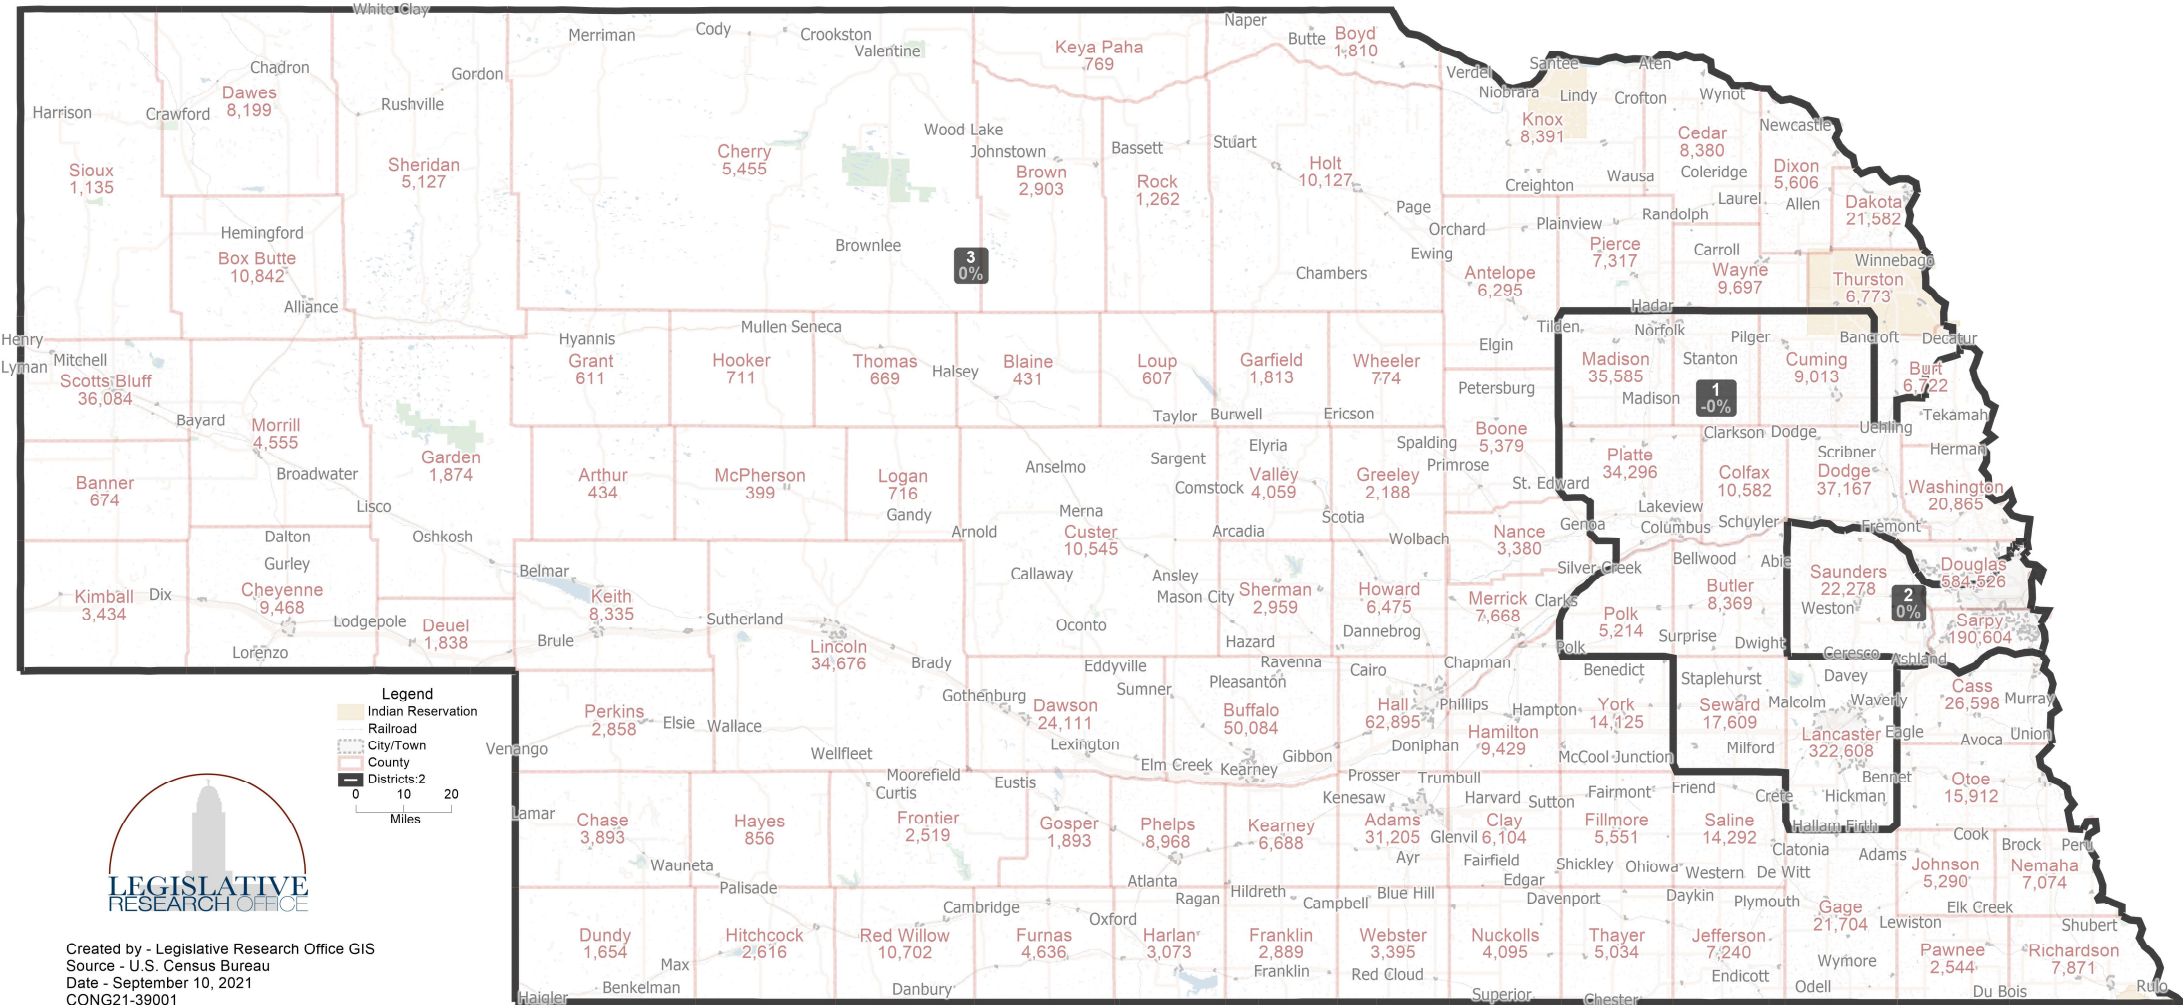 White Clay
Merriman
Cody
Crookston
Valentine
Keya Paha
769
Naper
Butte
Boyd
1,810
Verdel
Santee
Aten
Niobrara
Lindy
Crofton
Wynot
Newcastle
Chadron
Gordon
Dawes
8,199
Harrison
Crawford
Rushville
Sioux
1,135
Sheridan
5,127
Cherry
5,455
Wood Lake
Johnstown
Bassett
Stuart
Brown
2,903
Rock
1,262
Holt
10,127
Knox
8,391
Cedar
8,380
Dixon
5,606
Creighton
Wausa
Coleridge
Laurel
Allen
Dakota
21,582
Hemingford
Box Butte
10,842
Alliance
Brownlee
3
0%
Page
Orchard
Ewing
Chambers
Plainview
Randolph
Pierce
7,317
Carroll
Wayne
9,697
Antelope
6,295
Winnebago
Thurston
6,773
Henry
Lyman
Mitchell
Scotts Bluff
36,084
Hyannis
Grant
611
Mullen Seneca
Hooker
711
Thomas
669
Halsey
Blaine
431
Loup
607
Garfield
1,813
Wheeler
774
Taylor
Burwell
Ericson
Elgin
Petersburg
Hadar
Tilden
Norfolk
Pilger
Bancroft
Decatur
Madison
35,585
Stanton
Cuming
9,013
Burt
6,722
Madison
1
-0%
Tekamah
Bayard
Morrill
4,555
Broadwater
Garden
1,874
Banner
674
Lisco
Arthur
434
McPherson
399
Logan
716
Gandy
Anselmo
Sargent
Elyria
Valley
4,059
Comstock
Greeley
2,188
Spalding
Primrose
Boone
5,379
St. Edward
Platte
34,296
Clarkson Dodge
Uehling
Scribner
Herman
Colfax
10,582
Dodge
37,167
Washington
20,865
Dalton
Gurley
Oshkosh
Merna
Custer
10,545
Arnold
Arcadia
Scotia
Wolbach
Nance
3,380
Genoa
Lakeview
Columbus
Schuyler
Fremont
Kimball
3,434
Dix
Cheyenne
9,468
Lodgepole
Lorenzo
Deuel
1,838
Belmar
Keith
8,335
Brule
Sutherland
Lincoln
34,676
Brady
Callaway
Ansley
Mason City
Oconto
Sherman
2,959
Hazard
Howard
6,475
Dannebrog
Silver Creek
Merrick
7,668
Clarks
Polk
5,214
Polk
Bellwood
Abie
Butler
8,369
Surprise
Dwight
Saunders
22,278
Weston
2
0%
Douglas
584,526
Sarpy
190,604
Ceresco
Ashland
Eddyville
Sumner
Ravenna
Pleasanton
Cairo
Chapman
Benedict
Staplehurst
Davey
Gothenburg
Dawson
24,111
Lexington
Buffalo
50,084
Elm Creek
Kearney
Gibbon
Hall
62,895
Phillips
Doniphan
Hampton
Hamilton
9,429
York
14,125
McCool Junction
Seward
17,609
Milford
Malcolm
Waverly
Lancaster
322,608
Eagle
Cass
26,598
Murray
Avoca
Union
Perkins
2,858
Elsie
Wallace
Venango
Wellfleet
Moorefield
Curtis
Eustis
Prosser
Trumbull
Kenesaw
Harvard
Sutton
Fairmont
Friend
Crete
Bennet
Hickman
Otoe
15,912
Lamar
Chase
3,893
Hayes
856
Frontier
2,519
Gosper
1,893
Phelps
8,968
Kearney
6,688
Adams
31,205
Glenvil
Clay
6,104
Fillmore
5,551
Saline
14,292
Hallam Firth
Cook
Brock
Peru
Wauneta
Palisade
Atlanta
Ayr
Fairfield
Edgar
Shickley
Ohiowa
Western
De Witt
Clatonia
Adams
Johnson
5,290
Nemaha
7,074
Cambridge
Oxford
Ragan
Hildreth
Campbell
Blue Hill
Davenport
Daykin
Plymouth
Gage
21,704
Lewiston
Elk Creek
Shubert
Dundy
1,654
Max
Benkelman
Haigler
Hitchcock
2,616
Red Willow
10,702
Danbury
Furnas
4,636
Harlan
3,073
Franklin
2,889
Franklin
Webster
3,395
Red Cloud
Nuckolls
4,095
Superior
Thayer
5,034
Chester
Jefferson
7,240
Endicott
Odell
Wymore
Pawnee
2,544
Du Bois
Richardson
7,871
Rulo
Legend
Indian Reservation
Railroad
City/Town
County
Districts:2
0 10 20
Miles
LEGISLATIVE
RESEARCH OFFICE
Created by - Legislative Research Office GIS
Source - U.S. Census Bureau
Date - September 10, 2021
CONG21-39001